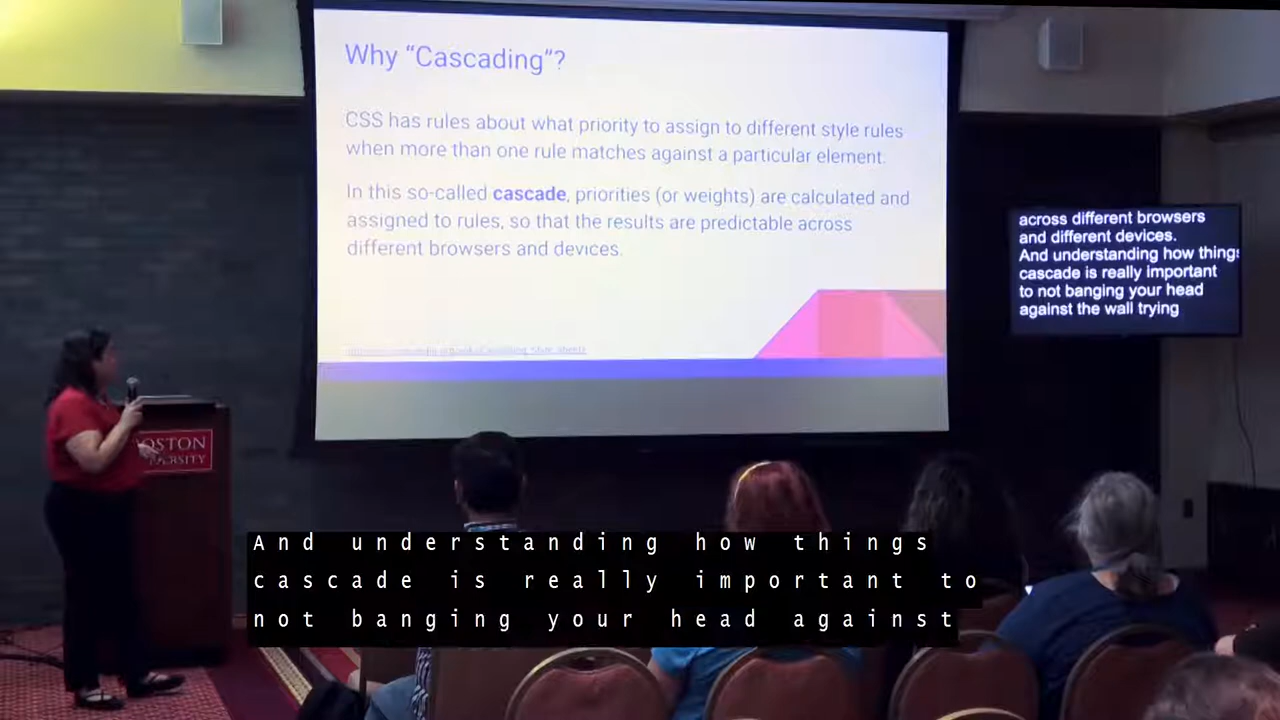 Why “Cascading”?
CSS has rules about what priority to assign to different style rules
when more than one rule matches against a particular element.
In this so-called cascade, priorities (or weights) are calculated and
assigned to rules, so that the results are predictable across
different browsers and devices.
across different browsers
and different devices.
And understanding how things
cascade is really important
to not banging your head
against the wall trying
OSTON
And understanding how things
cascade is really important to
not banging your head against